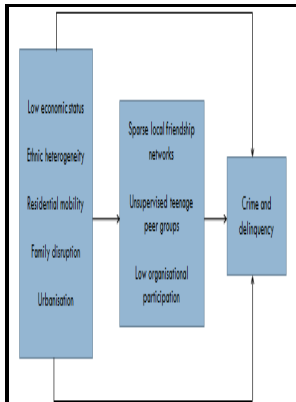 Low economic status
Ethnic heterogeneity
Residential mobility
Family disruption
Urbanisation
Sparse local friendship
networks
Unsupervised teenage
peer groups
Low organisational
participation
Crime and
delinquency